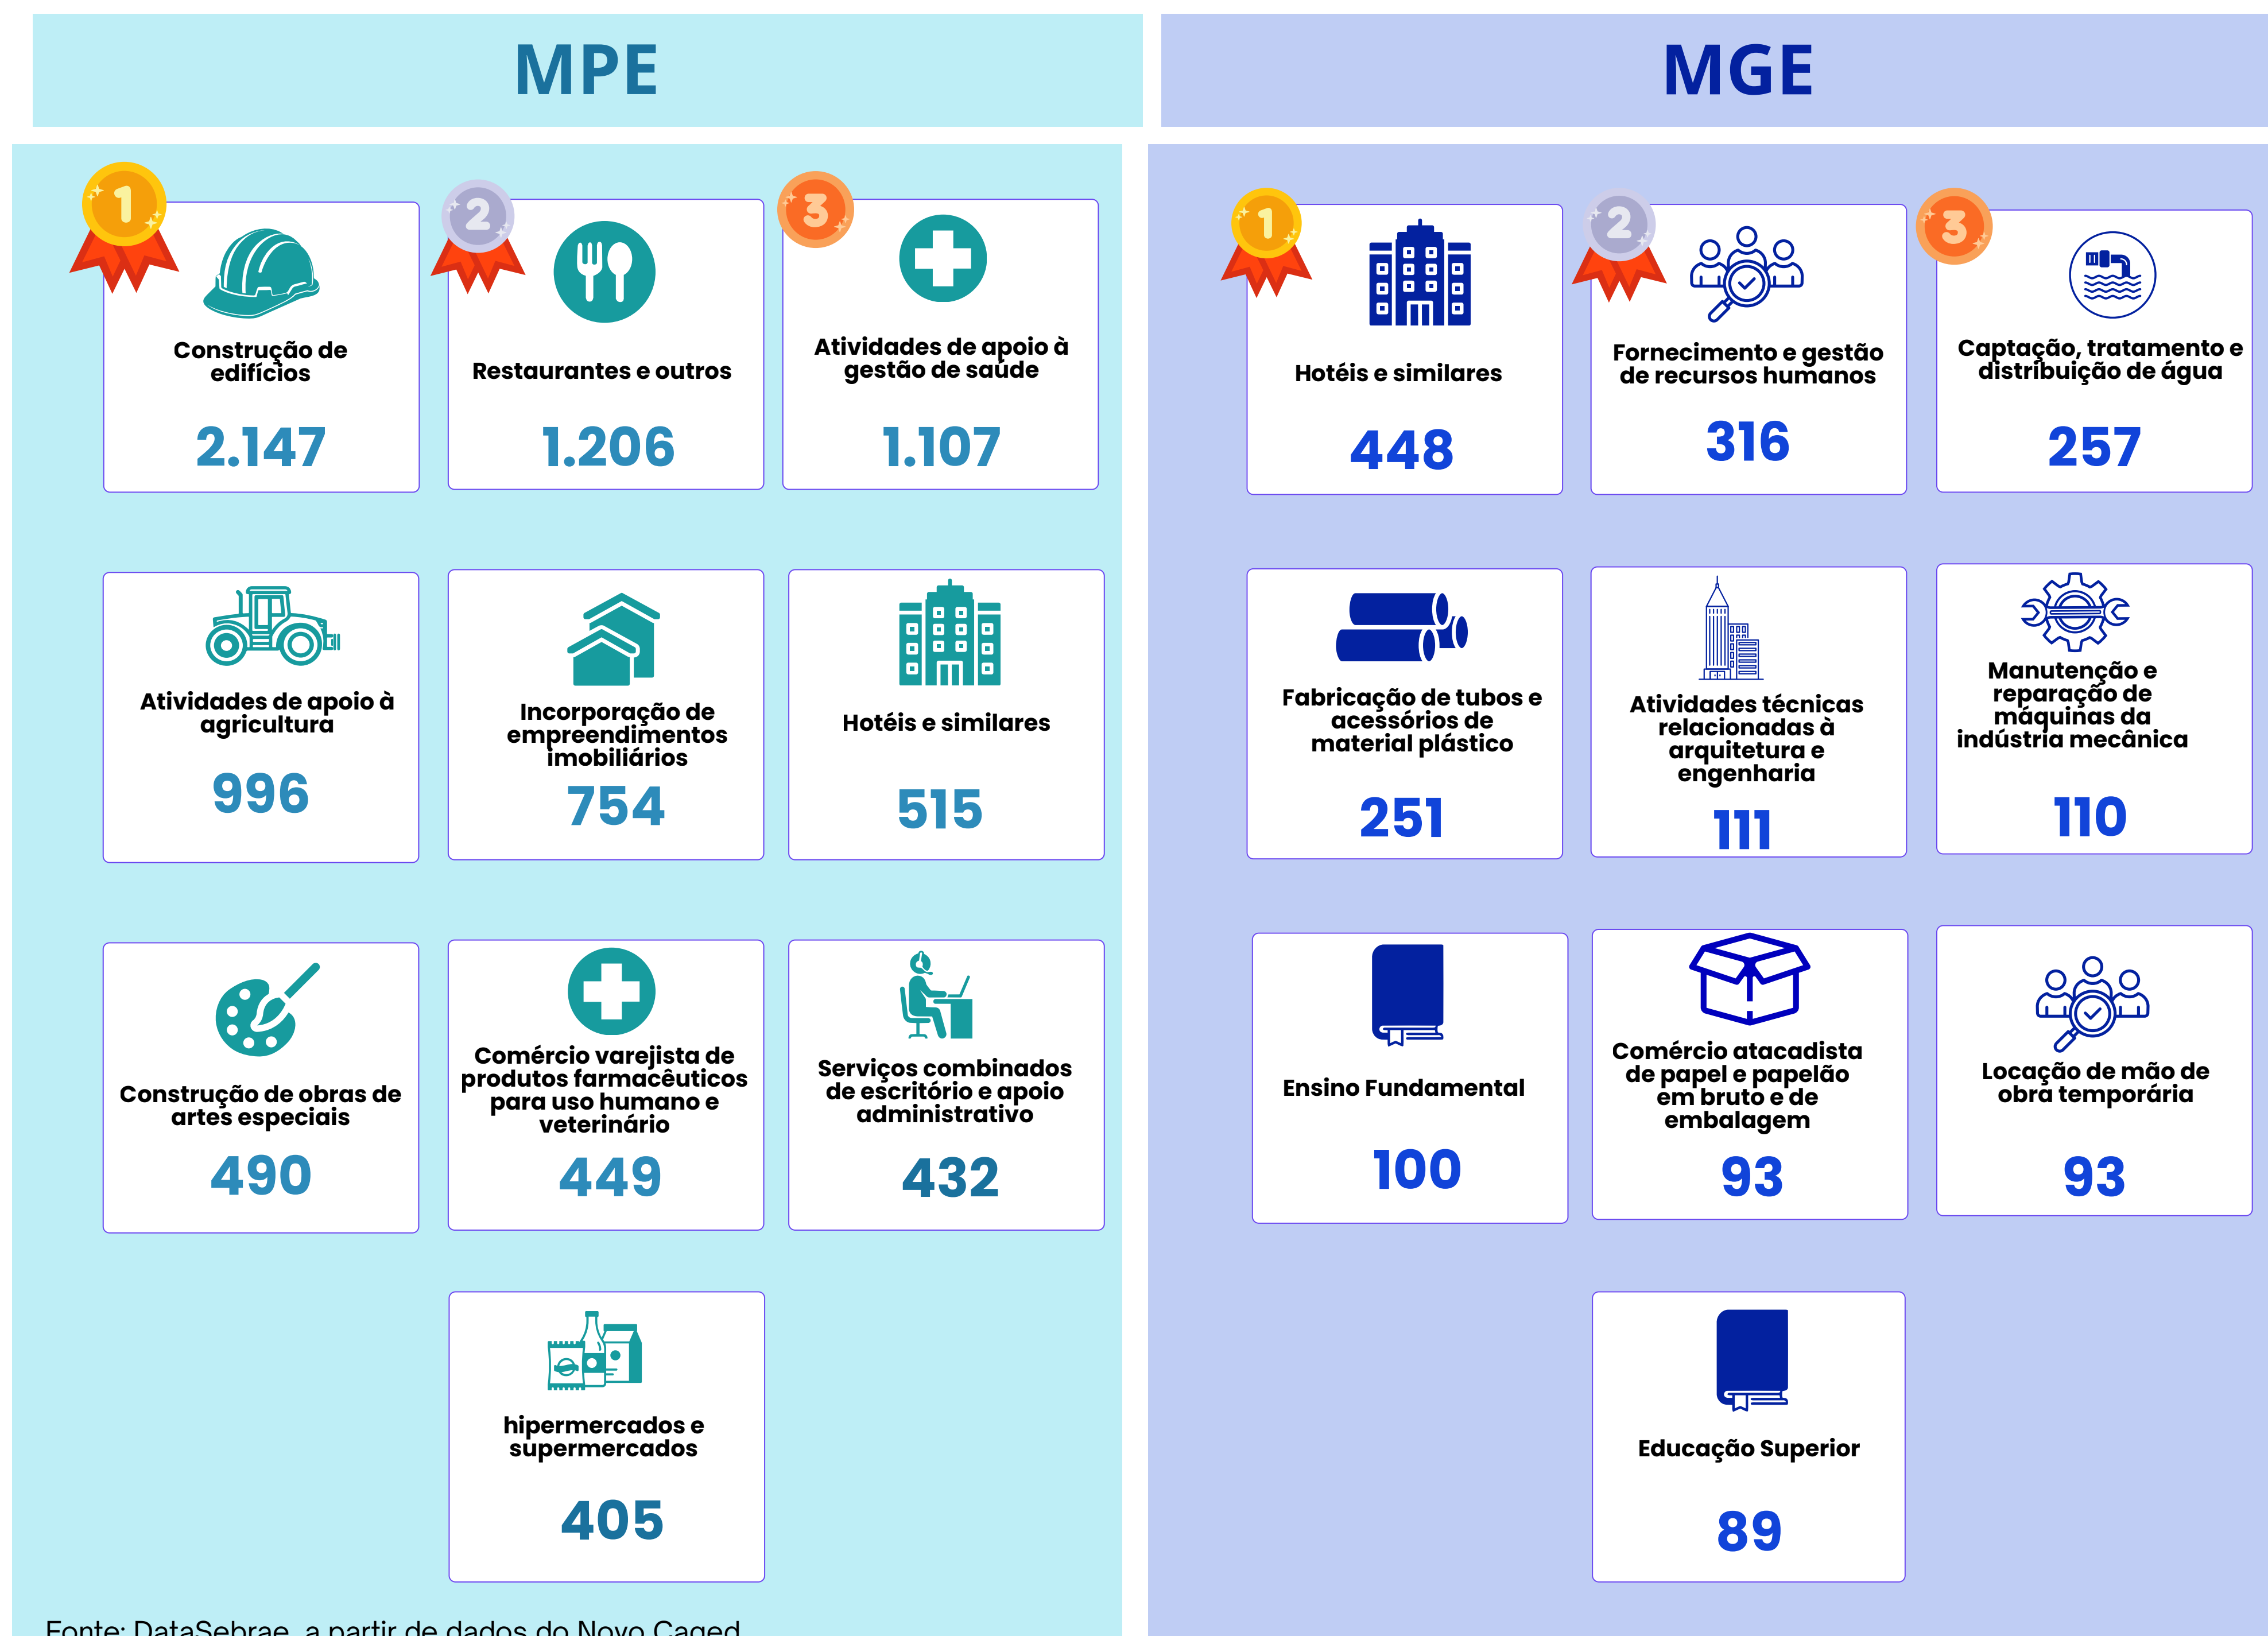 MPE
MGE
1
Construção de
edifícios
2.147
2
Restaurantes e outros
1.206
3
Atividades de apoio à
gestão de saúde
1.107
1
Hotéis e similares
448
2
Fornecimento e gestão
de recursos humanos
316
3
Captação, tratamento e
distribuição de água
257
Atividades de apoio à
agricultura
996
Incorporação de
empreendimentos
imobiliários
754
Hotéis e similares
515
Fabricação de tubos e
acessórios de
material plástico
251
Atividades técnicas
relacionadas à
arquitetura e
engenharia
111
Manutenção e
reparação de
máquinas da
indústria mecânica
110
Construção de obras de
artes especiais
490
Comércio varejista de
produtos farmacêuticos
para uso humano e
veterinário
449
Serviços combinados
de escritório e apoio
administrativo
432
Ensino Fundamental
100
Comércio atacadista
de papel e papelão
em bruto e de
embalagem
93
Locação de mão de
obra temporária
93
hipermercados e
supermercados
405
Educação Superior
89
Fonte: DataSebrae, a partir de dados do Novo Caged